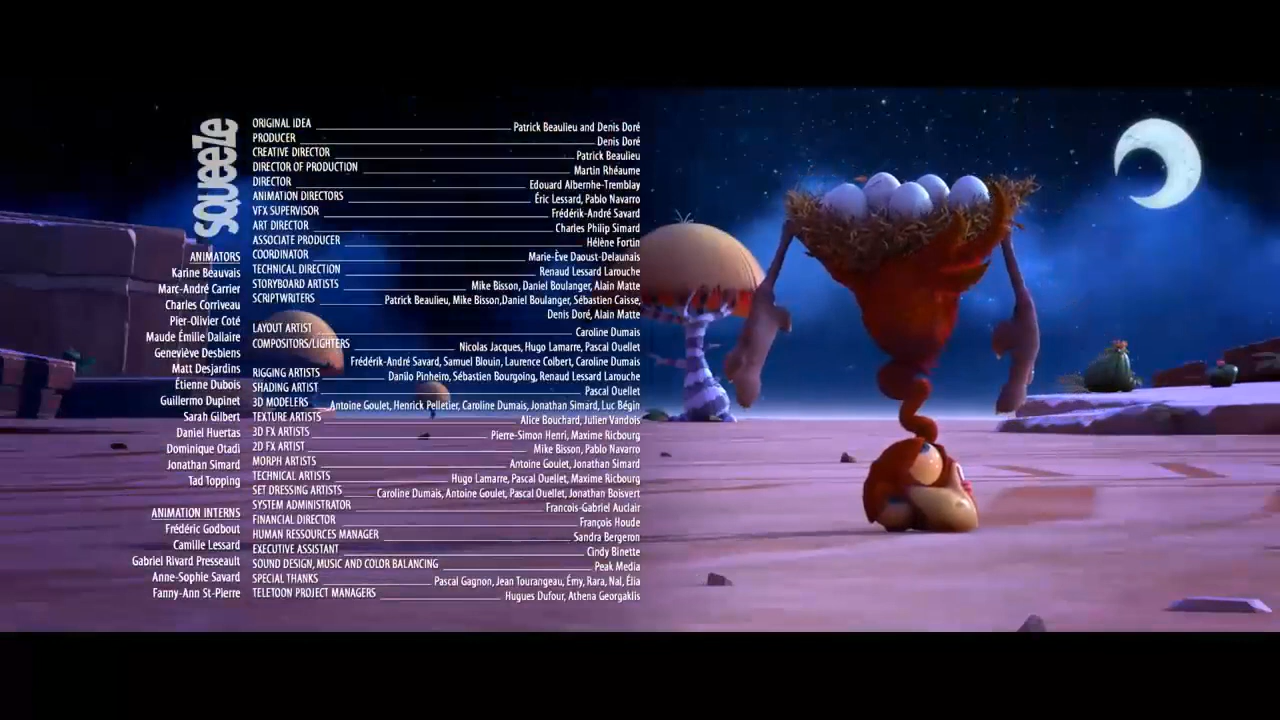 squeeze
ANIMATORS
Karine Beauvais
Marc-André Carrier
Charles Corriveau
Pier-Olivier Coté
Maude Émilie Dallaire
Geneviève Desbiens
Matt Desjardins
Étienne Dubois
Guillermo Dupinet
Sarah Gilbert
Daniel Huertas
Dominique Otadi
Jonathan Simard
Tad Topping
ANIMATION INTERNS
Frédéric Godbout
Camille Lessard
Gabriel Rivard Presseault
Anne-Sophie Savard
Fanny-Ann St-Pierre
ORIGINAL IDEA Patrick Beaulieu and Denis Doré
PRODUCER Denis Doré
CREATIVE DIRECTOR Patrick Beaulieu
DIRECTOR OF PRODUCTION Martin Rhéaume
DIRECTOR Edouard Albernhe-Tremblay
ANIMATION DIRECTORS Éric Lessard, Pablo Navarro
VFX SUPERVISOR Frédérik-André Savard
ART DIRECTOR Charles Philip Simard
ASSOCIATE PRODUCER Hélène Fortin
COORDINATOR Marie-Ève Daoust-Delaunais
TECHNICAL DIRECTION Renaud Lessard Larouche
STORYBOARD ARTISTS Mike Bisson, Daniel Boulanger, Alain Matte
SCRIPTWRITERS Patrick Beaulieu, Mike Bisson,Daniel Boulanger, Sébastien Caisse,
Denis Doré, Alain Matte
LAYOUT ARTIST Caroline Dumais
COMPOSITORS/LIGHTERS Nicolas Jacques, Hugo Lamarre, Pascal Ouellet
Frédérik-André Savard, Samuel Blouin, Laurence Colbert, Caroline Dumais
RIGGING ARTISTS Danilo Pinheiro, Sébastien Bourgoing, Renaud Lessard Larouche
SHADING ARTIST Pascal Ouellet
3D MODELERS Antoine Goulet, Henrick Pelletier, Caroline Dumais, Jonathan Simard, Luc Bégin
TEXTURE ARTISTS Alice Bouchard, Julien Vandois
3D FX ARTISTS Pierre-Simon Henri, Maxime Ricbourg
2D FX ARTIST Mike Bisson, Pablo Navarro
MORPH ARTISTS Antoine Goulet, Jonathan Simard
TECHNICAL ARTISTS Hugo Lamarre, Pascal Ouellet, Maxime Ricbourg
SET DRESSING ARTISTS Caroline Dumais, Antoine Goulet, Pascal Ouellet, Jonathan Boisvert
SYSTEM ADMINISTRATOR Francois-Gabriel Auclair
FINANCIAL DIRECTOR François Houde
HUMAN RESSOURCES MANAGER Sandra Bergeron
EXECUTIVE ASSISTANT Cindy Binette
SOUND DESIGN, MUSIC AND COLOR BALANCING Peak Media
SPECIAL THANKS Pascal Gagnon, Jean Tourangeau, Émy, Rara, Nal, Élia
TELETOON PROJECT MANAGERS Hugues Dufour, Athena Georgaklis